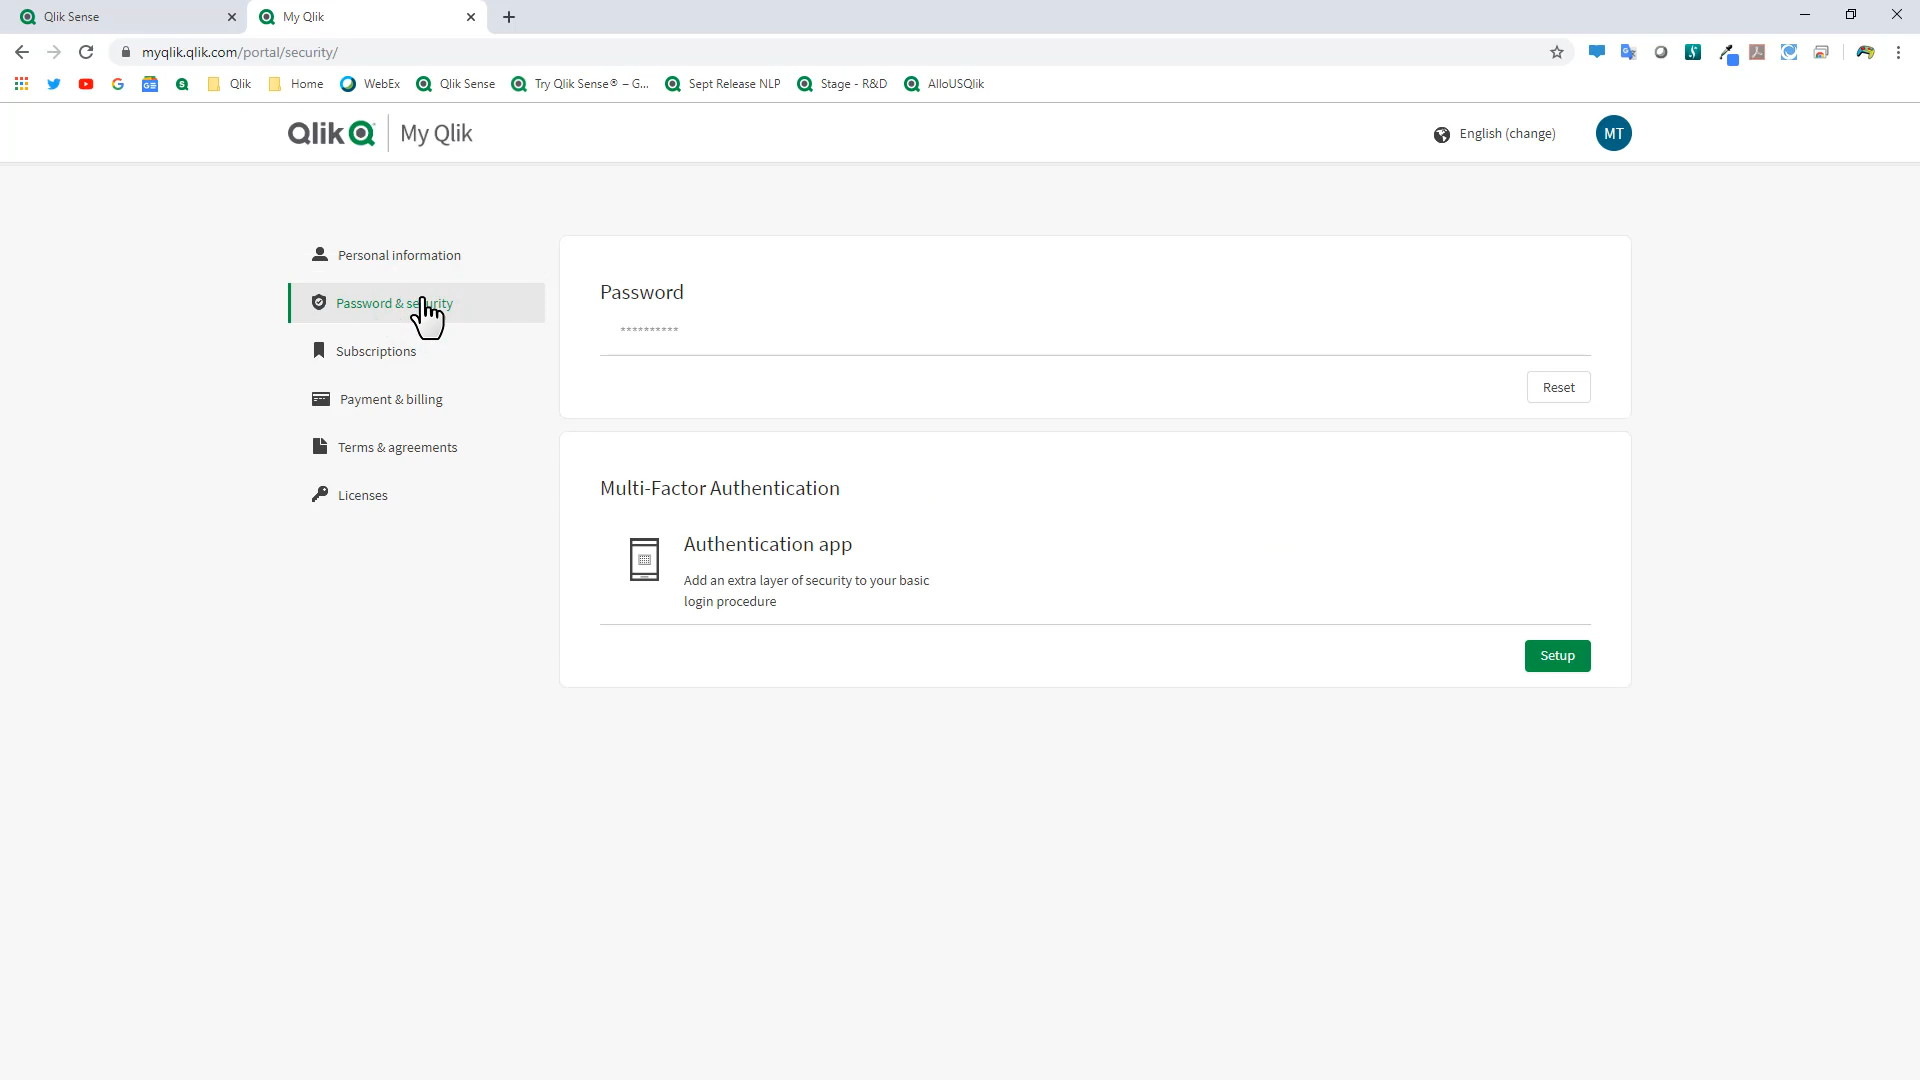 Qlik Sense
My Qlik
myqlik.qlik.com/portal/security/
Qlik
Home
WebEx
Qlik Sense
Try Qlik Sense® – G...
Sept Release NLP
Stage - R&D
AlloUSQlik
Qlik
My Qlik
English (change)
MT
Personal information
Password & security
Subscriptions
Payment & billing
Terms & agreements
Licenses
Password
**********
Reset
Multi-Factor Authentication
Authentication app
Add an extra layer of security to your basic
login procedure
Setup